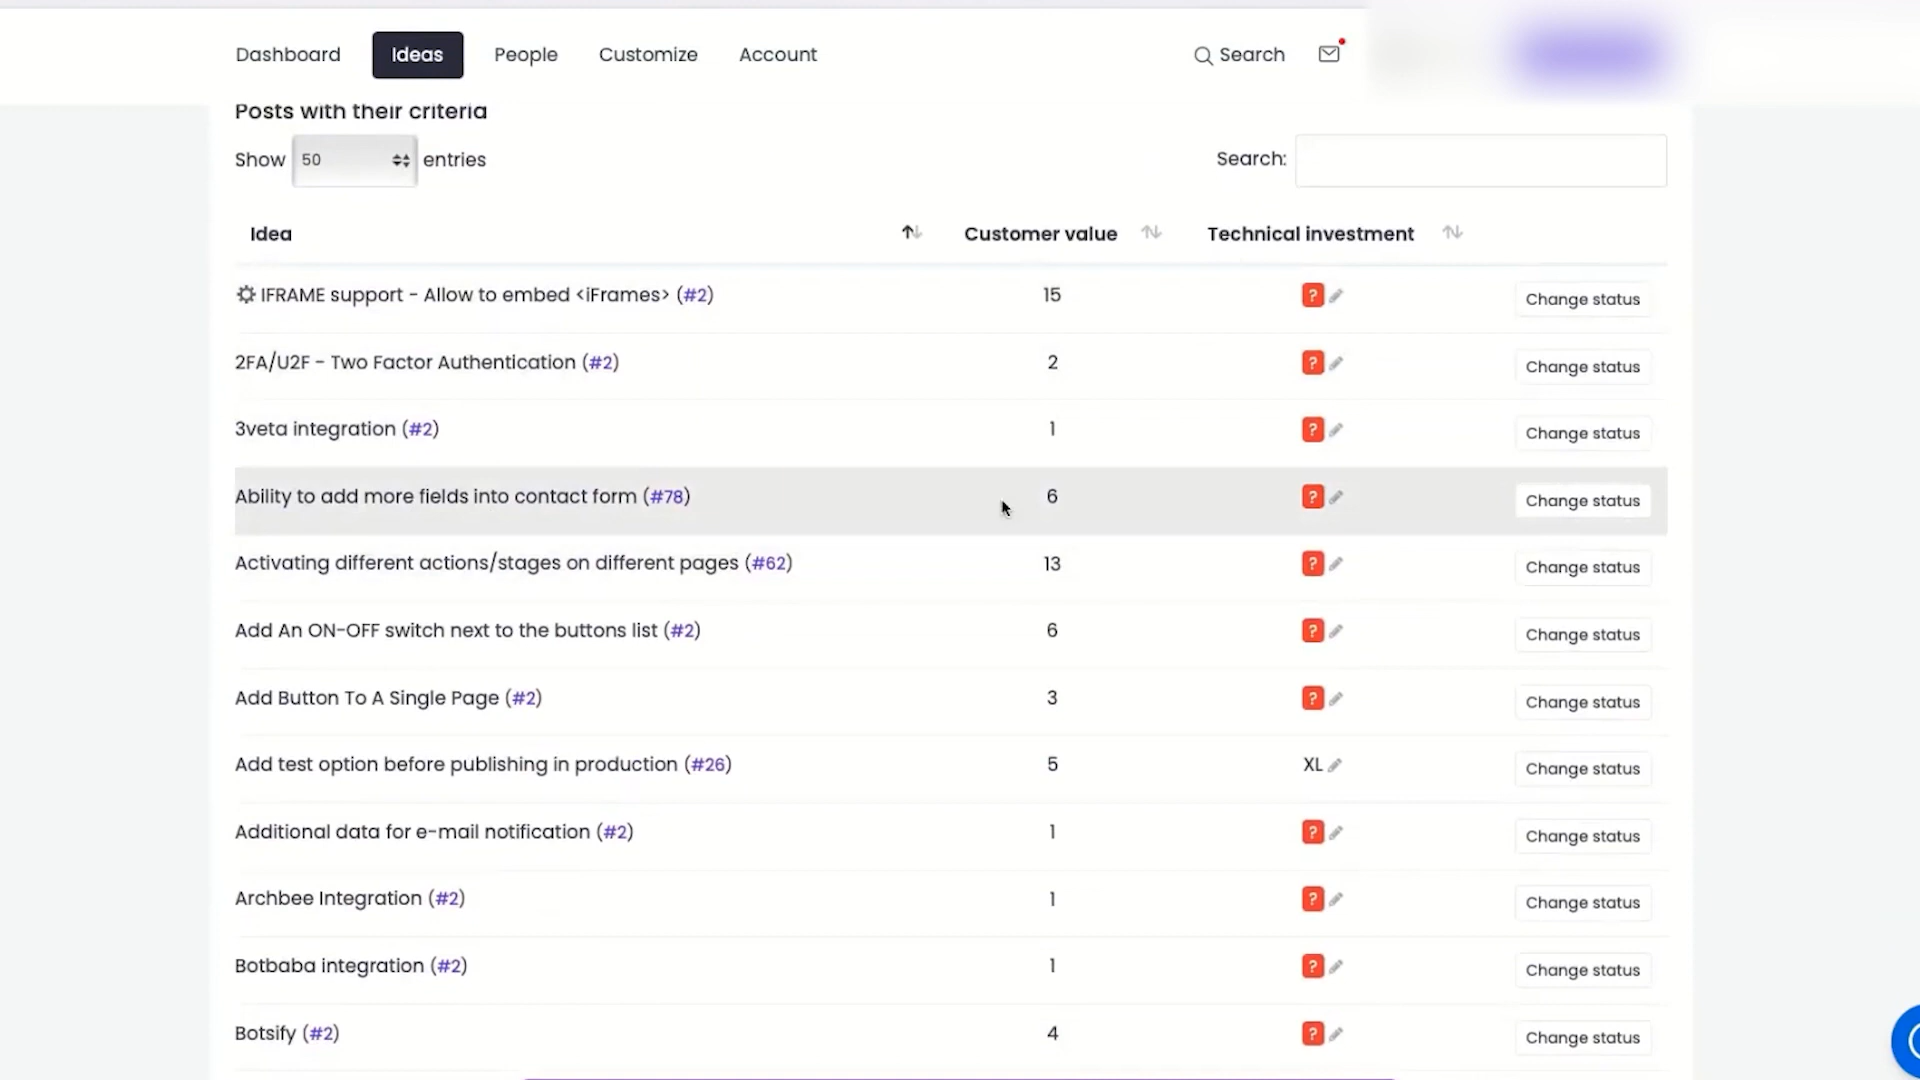 Dashboard Ideas People Customize Account Search
Posts with their criteria
Show 50 entries Search:
Idea Customer value Technical investment
IFRAME support - Allow to embed <iFrames> (#2) 15 ? Change status
2FA/U2F - Two Factor Authentication (#2) 2 ? Change status
3veta integration (#2) 1 ? Change status
Ability to add more fields into contact form (#78) 6 ? Change status
Activating different actions/stages on different pages (#62) 13 ? Change status
Add An ON-OFF switch next to the buttons list (#2) 6 ? Change status
Add Button To A Single Page (#2) 3 ? Change status
Add test option before publishing in production (#26) 5 XL Change status
Additional data for e-mail notification (#2) 1 ? Change status
Archbee Integration (#2) 1 ? Change status
Botbaba integration (#2) 1 ? Change status
Botsify (#2) 4 ? Change status